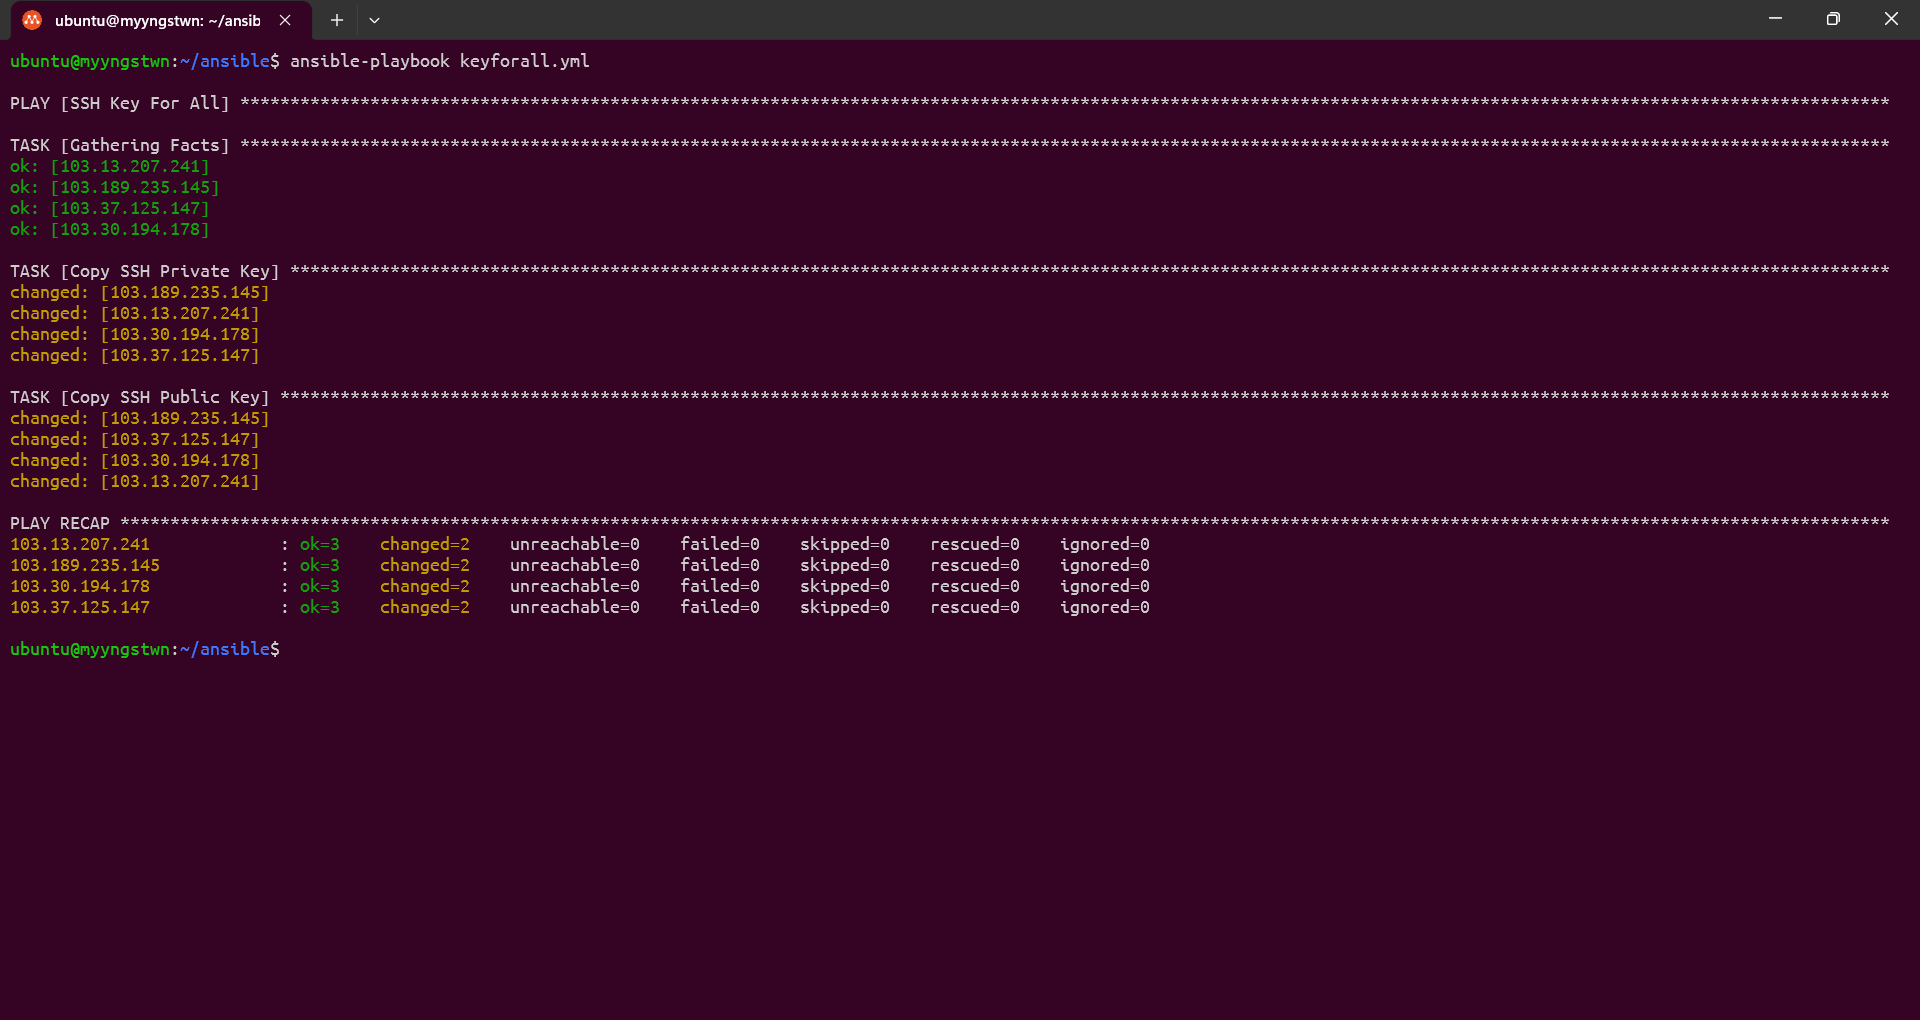 ubuntu@myyngstwn: ~/ansib
ubuntu@myyngstwn:~/ansible$ ansible-playbook keyforall.yml
PLAY [SSH Key For All] *********************************************************************************************************************************************************************
TASK [Gathering Facts] *********************************************************************************************************************************************************************
ok: [103.13.207.241]
ok: [103.189.235.145]
ok: [103.37.125.147]
ok: [103.30.194.178]
TASK [Copy SSH Private Key] ****************************************************************************************************************************************************************
changed: [103.189.235.145]
changed: [103.13.207.241]
changed: [103.30.194.178]
changed: [103.37.125.147]
TASK [Copy SSH Public Key] *****************************************************************************************************************************************************************
changed: [103.189.235.145]
changed: [103.37.125.147]
changed: [103.30.194.178]
changed: [103.13.207.241]
PLAY RECAP *********************************************************************************************************************************************************************************
103.13.207.241             : ok=3    changed=2    unreachable=0    failed=0    skipped=0    rescued=0    ignored=0
103.189.235.145            : ok=3    changed=2    unreachable=0    failed=0    skipped=0    rescued=0    ignored=0
103.30.194.178             : ok=3    changed=2    unreachable=0    failed=0    skipped=0    rescued=0    ignored=0
103.37.125.147             : ok=3    changed=2    unreachable=0    failed=0    skipped=0    rescued=0    ignored=0
ubuntu@myyngstwn:~/ansible$